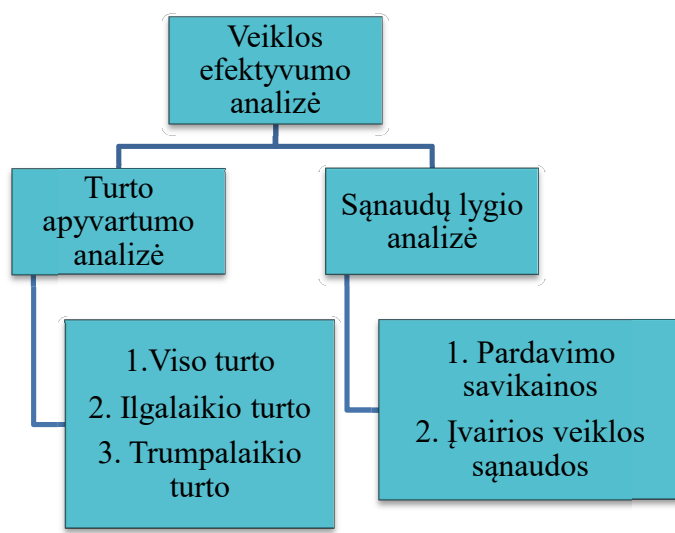 Veiklos
efektyvumo
analizė
Turto
apyvartumo
analizė
Sąnaudų lygio
analizė
1.Viso turto
2. Ilgalaikio turto
3. Trumpalaikio
turto
1. Pardavimo
savikainos
2. Įvairios veiklos
sąnaudos